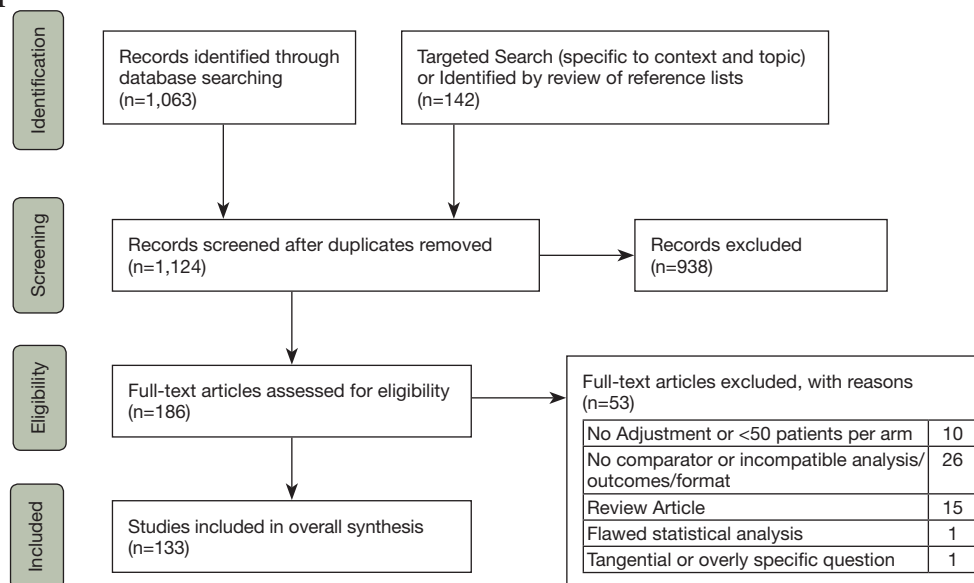 Identification
Records identified through
database searching
(n=1,063)
Targeted Search (specific to context and topic)
or Identified by review of reference lists
(n=142)
Screening
Records screened after duplicates removed
(n=1,124)
Records excluded
(n=938)
Eligibility
Full-text articles assessed for eligibility
(n=186)
Full-text articles excluded, with reasons
(n=53)
No Adjustment or <50 patients per arm 10
No comparator or incompatible analysis/ 26
outcomes/format
Review Article 15
Flawed statistical analysis 1
Tangential or overly specific question 1
Included
Studies included in overall synthesis
(n=133)